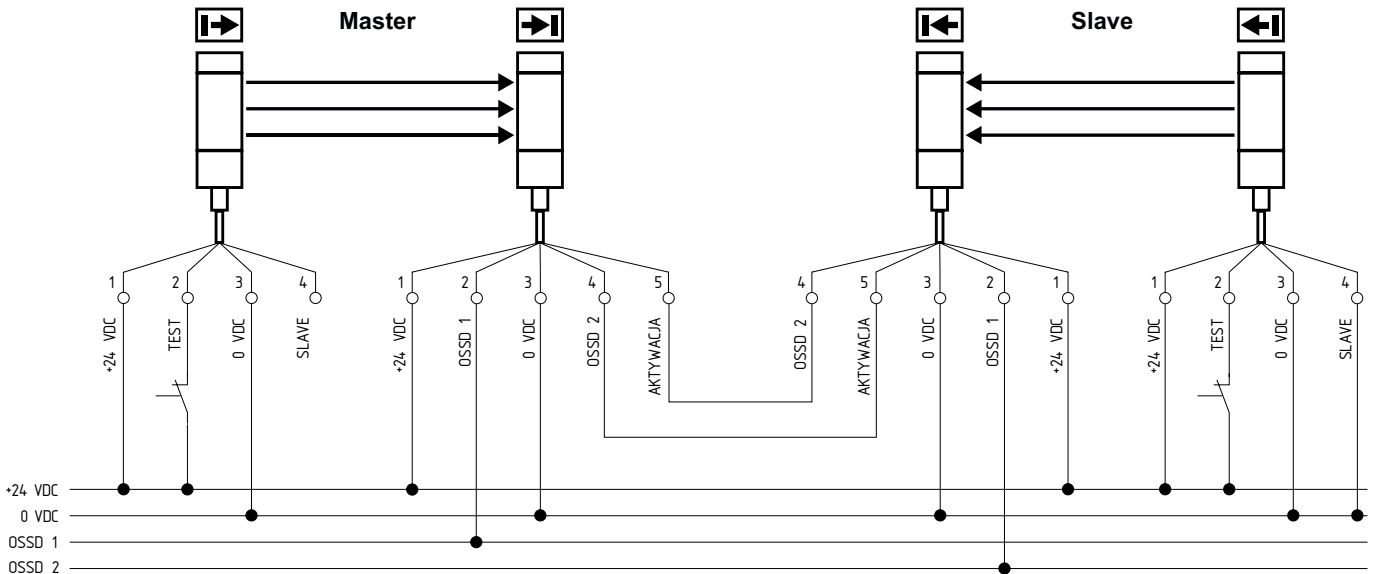 Master Slave
1 2 3 4 1 2 3 4 5 4 5 3 2 1 1 2 3 4
+24 VDC TEST 0 VDC SLAVE +24 VDC OSSD 1 0 VDC OSSD 2 AKTYWACJA OSSD 2 AKTYWACJA 0 VDC OSSD 1 +24 VDC +24 VDC TEST 0 VDC SLAVE
+24 VDC
0 VDC
OSSD 1
OSSD 2